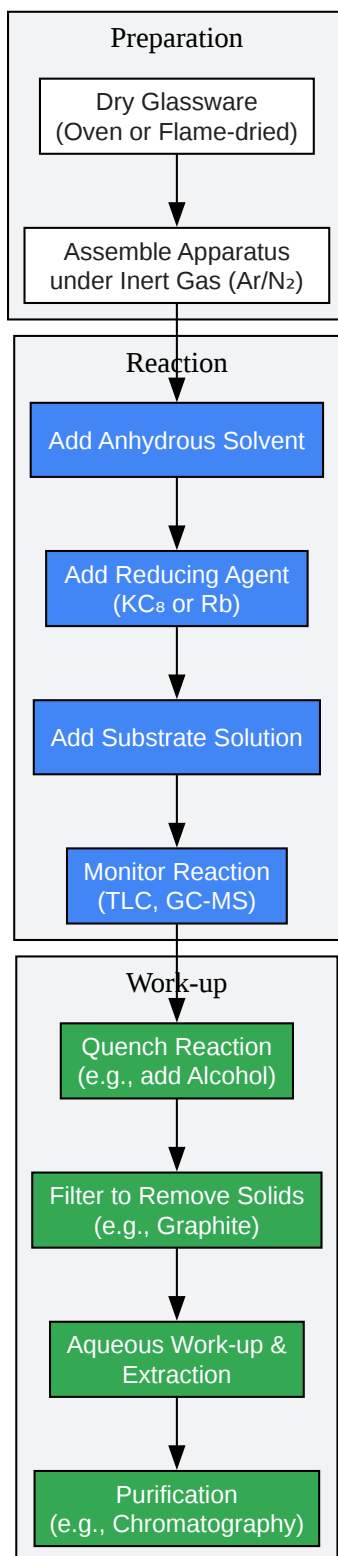 Preparation
Dry Glassware
(Oven or Flame-dried)
Assemble Apparatus
under Inert Gas (Ar/N₂)
Reaction
Add Anhydrous Solvent
Add Reducing Agent
(KC₈ or Rb)
Add Substrate Solution
Monitor Reaction
(TLC, GC-MS)
Work-up
Quench Reaction
(e.g., add Alcohol)
Filter to Remove Solids
(e.g., Graphite)
Aqueous Work-up &
Extraction
Purification
(e.g., Chromatography)